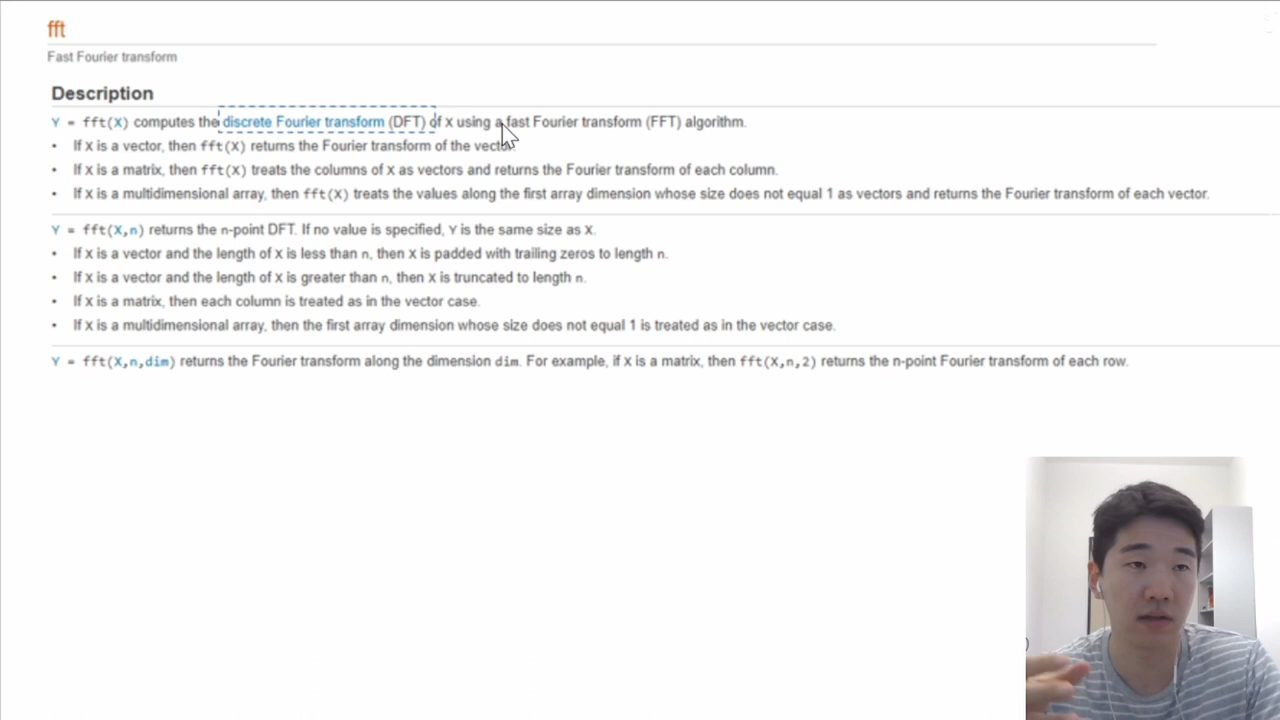 fft
Fast Fourier transform
Description
Y = fft(X) computes the discrete Fourier transform (DFT) of X using a fast Fourier transform (FFT) algorithm.
• If X is a vector, then fft(X) returns the Fourier transform of the vector.
• If X is a matrix, then fft(X) treats the columns of X as vectors and returns the Fourier transform of each column.
• If X is a multidimensional array, then fft(X) treats the values along the first array dimension whose size does not equal 1 as vectors and returns the Fourier transform of each vector.
Y = fft(X,n) returns the n-point DFT. If no value is specified, Y is the same size as X.
• If X is a vector and the length of X is less than n, then X is padded with trailing zeros to length n.
• If X is a vector and the length of X is greater than n, then X is truncated to length n.
• If X is a matrix, then each column is treated as in the vector case.
• If X is a multidimensional array, then the first array dimension whose size does not equal 1 is treated as in the vector case.
Y = fft(X,n,dim) returns the Fourier transform along the dimension dim. For example, if X is a matrix, then fft(X,n,2) returns the n-point Fourier transform of each row.